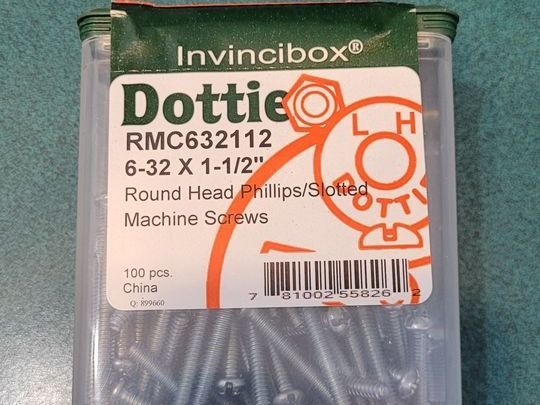 Invincibox®
Dottie
L H
DOTTIE
RMC632112
6-32 X 1-1/2"
Round Head Phillips/Slotted
Machine Screws
100 pcs.
China
Q: 899660
7 81002 55826 2